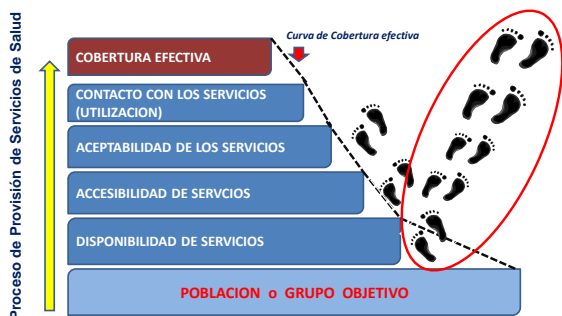 Proceso de Provisión de Servicios de Salud
Curva de Cobertura efectiva
COBERTURA EFECTIVA
CONTACTO CON LOS SERVICIOS
(UTILIZACION)
ACEPTABILIDAD DE LOS SERVICIOS
ACCESIBILIDAD DE SERVCIOS
DISPONIBILIDAD DE SERVICIOS
POBLACION o GRUPO OBJETIVO